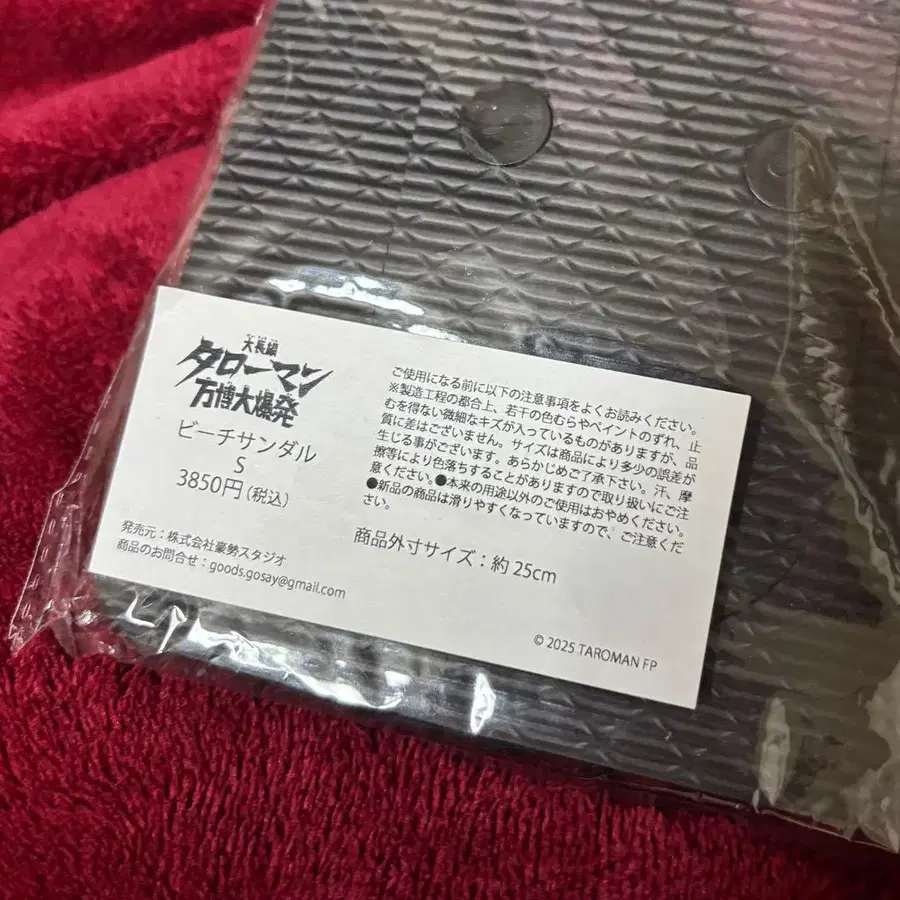 大長編
タローマン
万博大爆発
ビーチサンダル
S
3850円(税込)
発売元：株式会社豪勢スタジオ
商品のお問合せ：goods.gosay@gmail.com
ご使用になる前に以下の注意事項をよくお読みください。
※製造工程の都合上、若干の色むらやペイントのずれ、止
むを得ない微細なキズが入っているものがありますが、品
質に差はございません。サイズは商品により多少の誤差が
生じる事がございます。あらかじめご了承下さい。汗、摩
擦等により色落ちすることがありますので取り扱いにご注
意ください。●本来の用途以外のご使用はおやめください。
●新品の商品は滑りやすくなっていますので、ご注意くだ
さい。
商品外寸サイズ：約 25cm
© 2025 TAROMAN FP